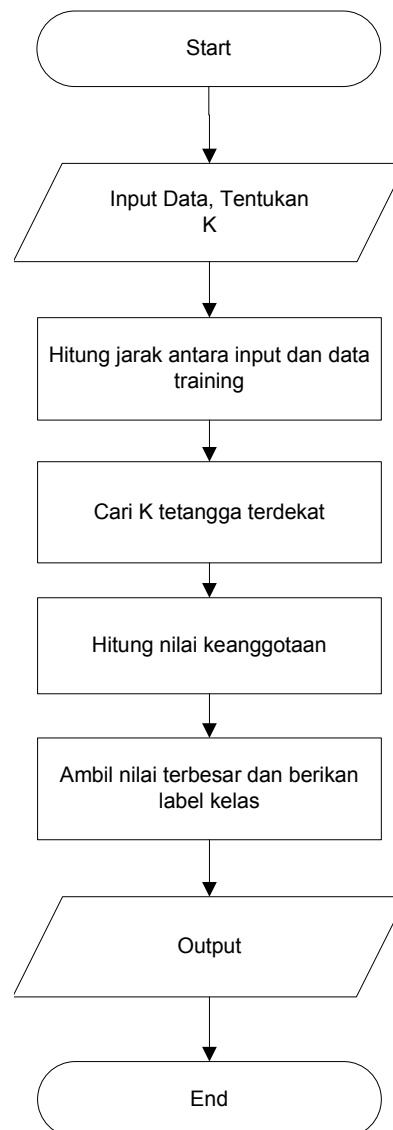 Start
Input Data, Tentukan
K
Hitung jarak antara input dan data
training
Cari K tetangga terdekat
Hitung nilai keanggotaan
Ambil nilai terbesar dan berikan
label kelas
Output
End